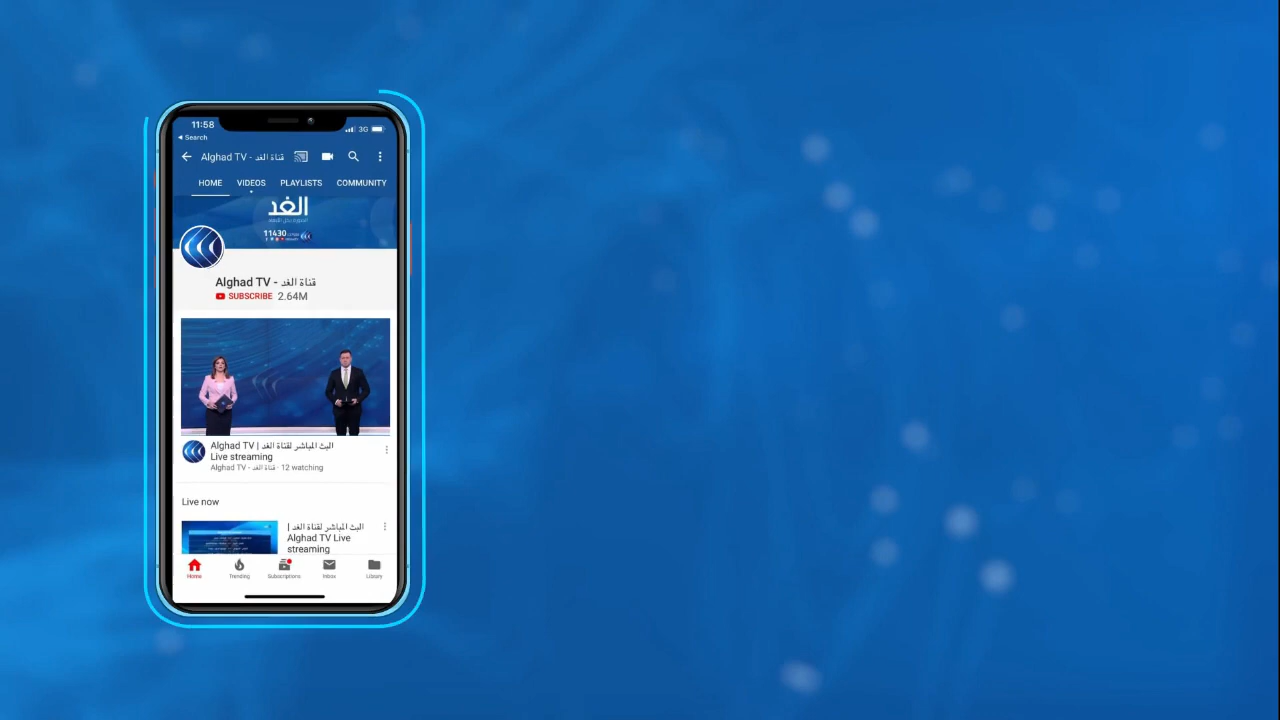 11:58
3G
Search
Alghad TV - قناة الغد
HOME VIDEOS PLAYLISTS COMMUNITY
الغد
11430
Alghad TV - قناة الغد
SUBSCRIBE 2.64M
Alghad TV | البث المباشر لقناة الغد
Live streaming
Alghad TV - قناة الغد · 12 watching
Live now
البث المباشر لقناة الغد |
Alghad TV Live
streaming
Home Trending Subscriptions Inbox Library